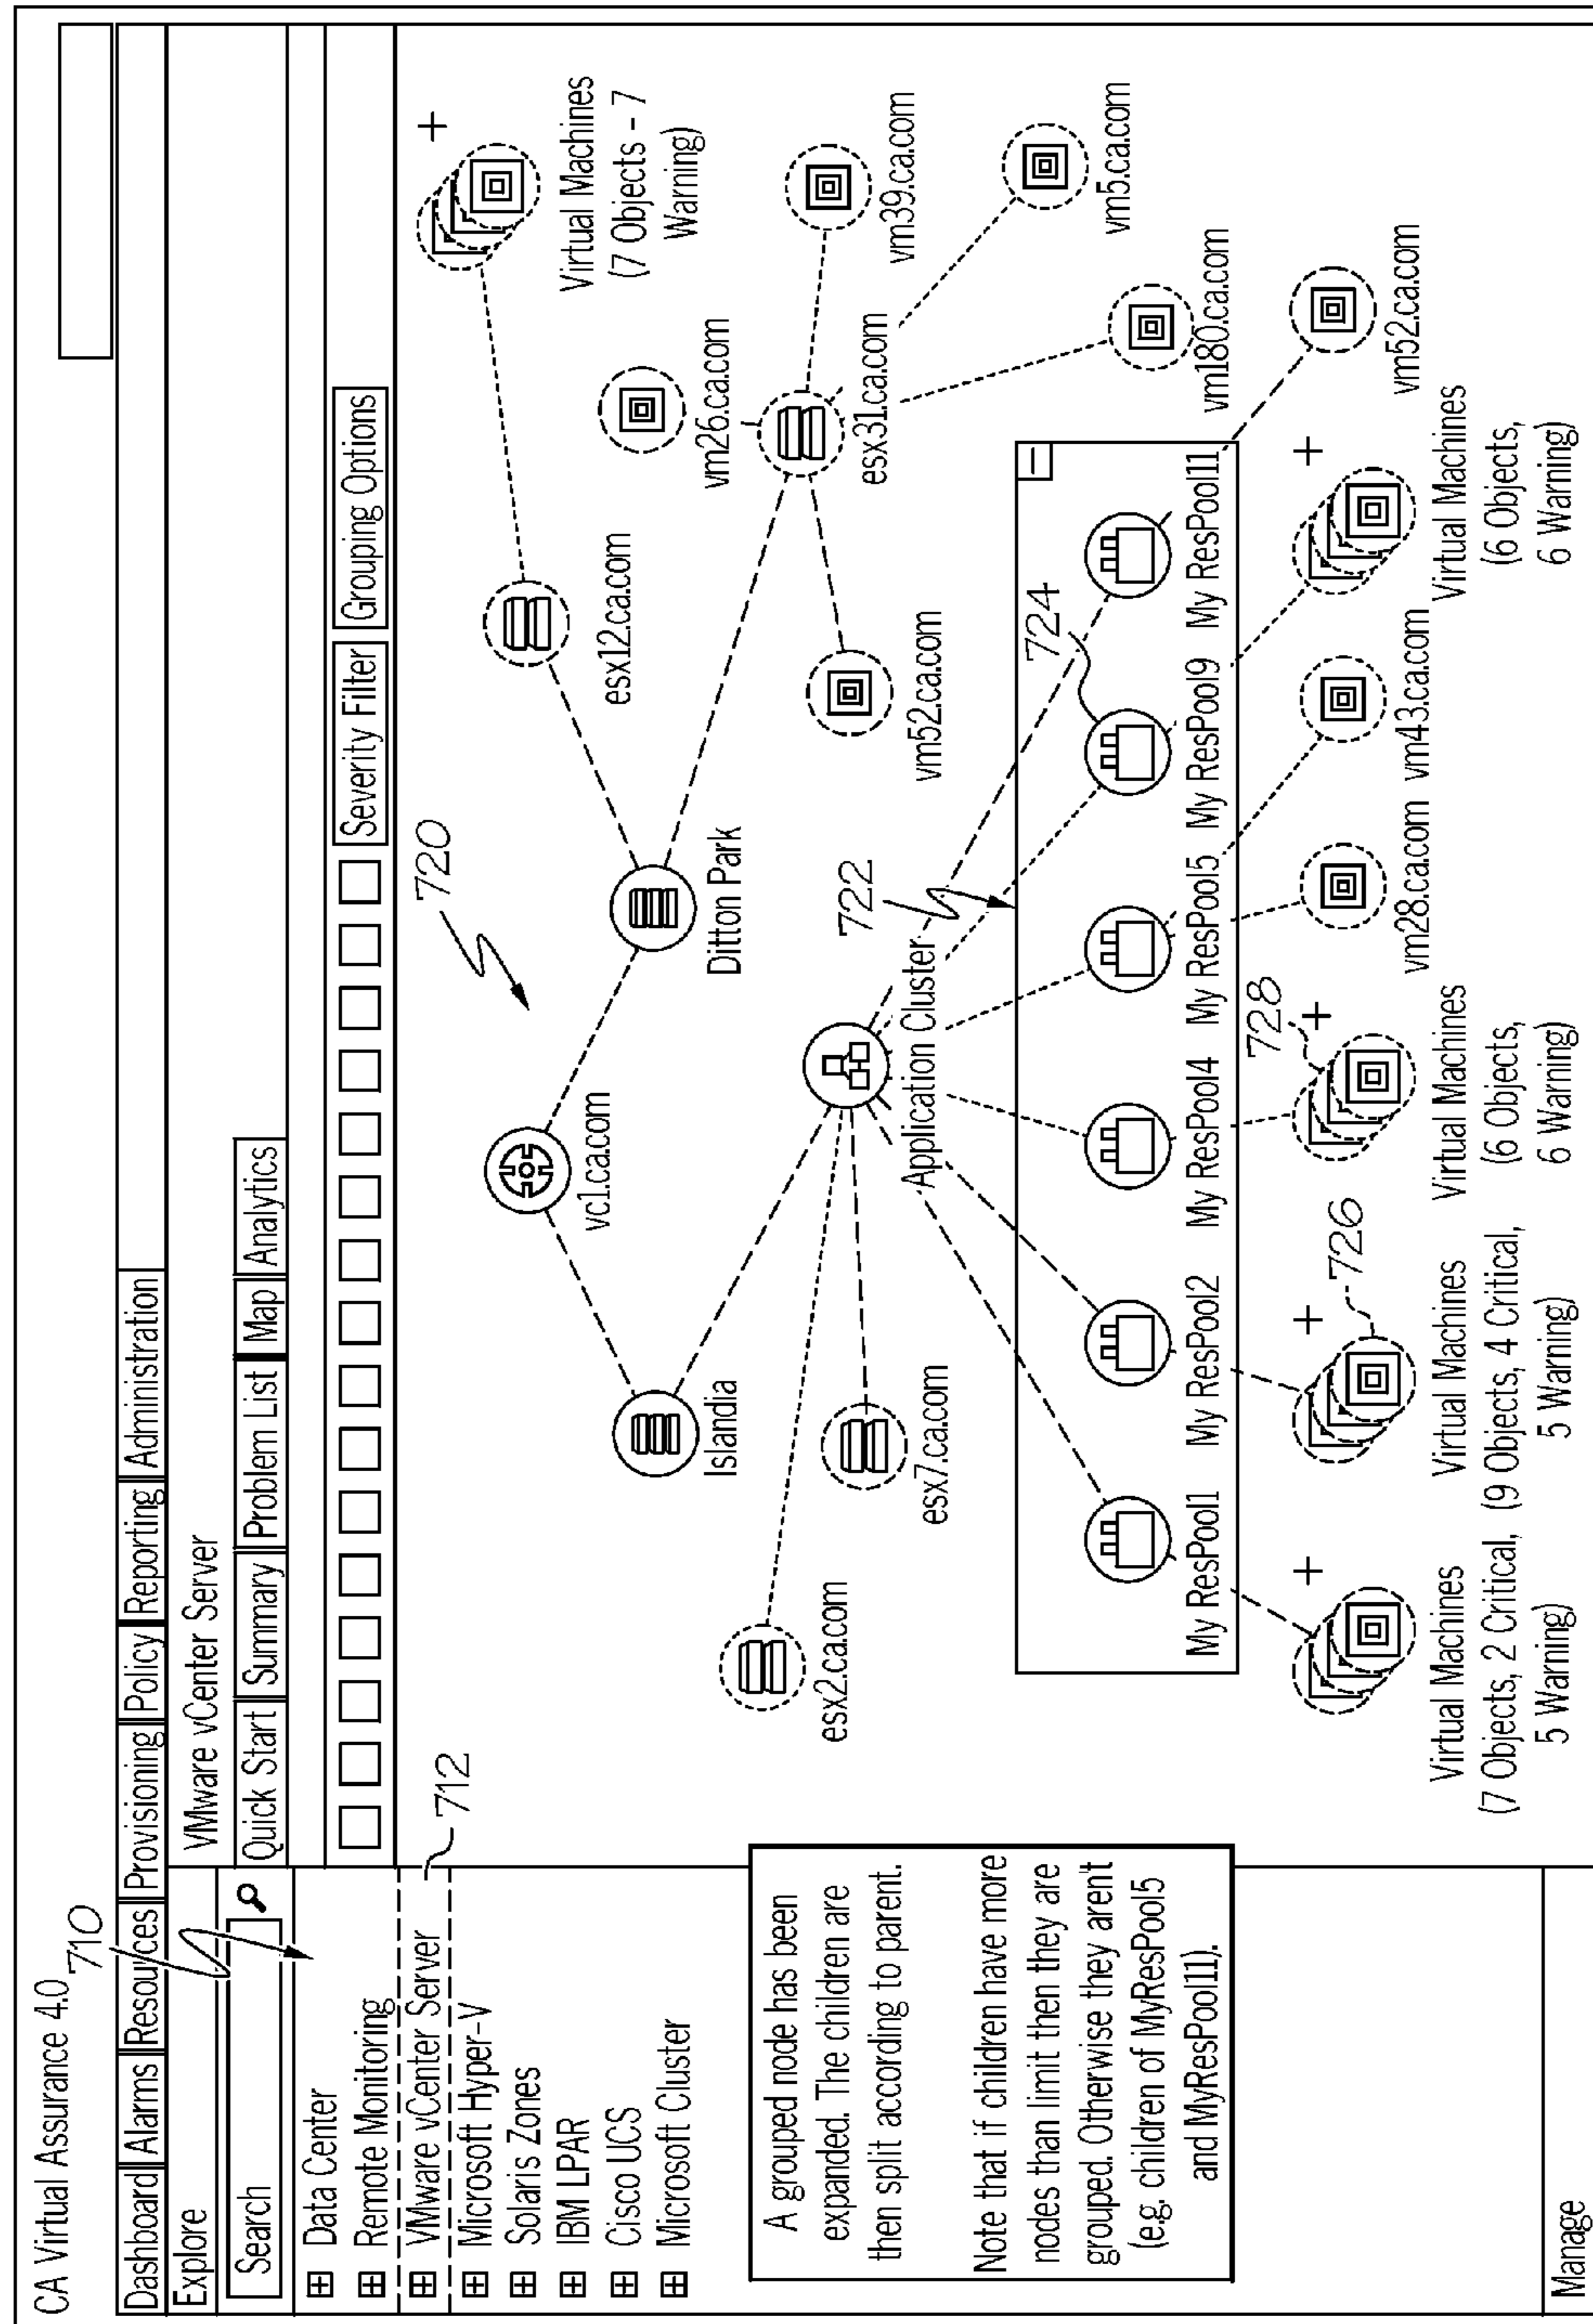 CA Virtual Assurance 4.0
710
Dashboard Alarms Resources Provisioning Policy Reporting Administration
Explore
VMware vCenter Server
Search
Quick Start Summary Problem List Map Analytics
Data Center
Remote Monitoring
VMware vCenter Server
712
Microsoft Hyper-V
Solaris Zones
IBM LPAR
Cisco UCS
Microsoft Cluster
A grouped node has been
expanded. The children are
then split according to parent.
Note that if children have more
nodes than limit then they are
grouped. Otherwise they aren't
(e.g. children of MyResPool5
and MyResPool11).
Manage
Severity Filter Grouping Options
720
vc1.ca.com
Islandia
Ditton Park
esx12.ca.com
Virtual Machines
(7 Objects - 7
Warning)
vm26.ca.com
esx31.ca.com
vm39.ca.com
vm5.ca.com
vm180.ca.com
vm52.ca.com
esx2.ca.com
esx7.ca.com
Application Cluster
722
724
My ResPool1 My ResPool2 My ResPool4 My ResPool5 My ResPool9 My ResPool11
726
728
Virtual Machines
(7 Objects, 2 Critical,
5 Warning)
Virtual Machines
(9 Objects, 4 Critical,
5 Warning)
Virtual Machines
(6 Objects,
6 Warning)
vm28.ca.com
vm43.ca.com
Virtual Machines
(6 Objects,
6 Warning)
vm52.ca.com